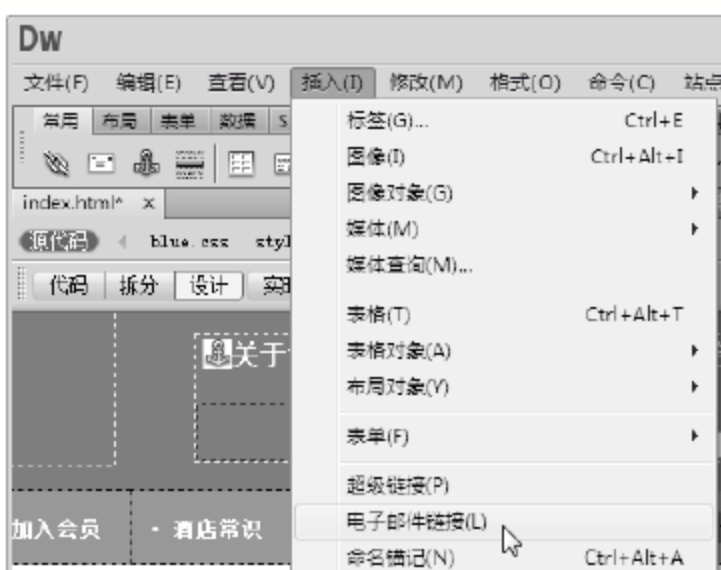 Dw
文件(F) 编辑(E) 查看(V) 插入(I) 修改(M) 格式(O) 命令(C) 站点
常用 布局 表单 数据 S
index.html* ×
源代码 blue.css styl
代码 拆分 设计 实时
关于
加入会员 · 酒店常识
标签(G)... Ctrl+E
图像(I) Ctrl+Alt+I
图像对象(G)
媒体(M)
媒体查询(M)...
表格(T) Ctrl+Alt+T
表格对象(A)
布局对象(Y)
表单(F)
超级链接(P)
电子邮件链接(L)
命名锚记(N) Ctrl+Alt+A